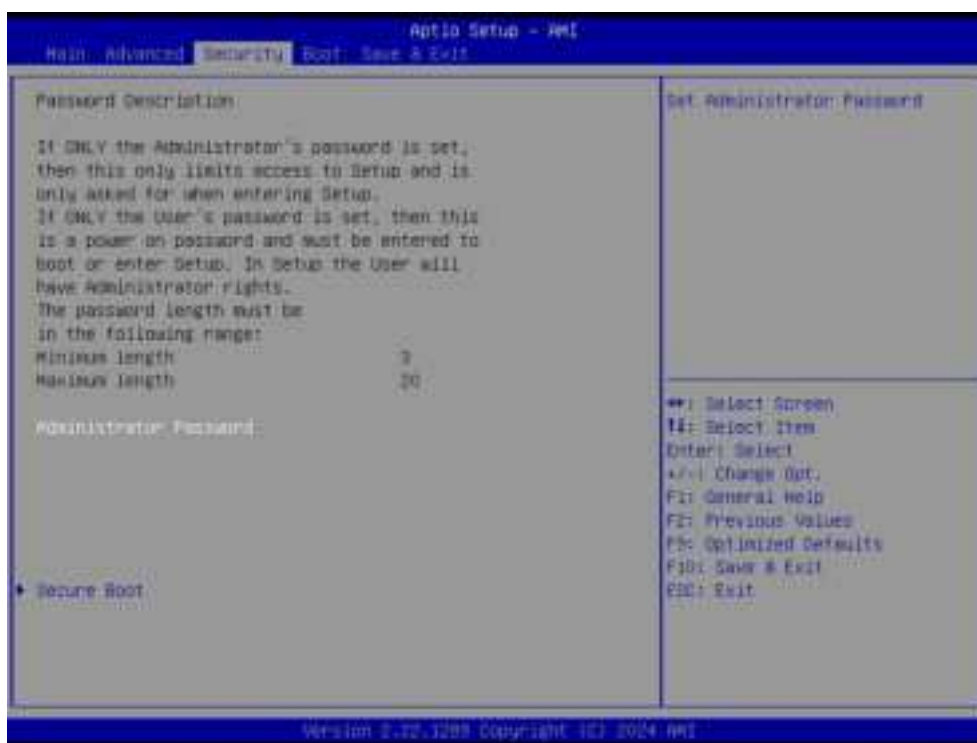 Aptio Setup - AMI
Main Advanced Security Boot Save & Exit
Password Description
If ONLY the Administrator's password is set,
then this only limits access to Setup and is
only asked for when entering Setup.
If ONLY the User's password is set, then this
is a power on password and must be entered to
boot or enter Setup. In Setup the User will
have Administrator rights.
The password length must be
in the following range:
Minimum length 3
Maximum length 20
Administrator Password
Secure Boot
Set Administrator Password
↔: Select Screen
↑↓: Select Item
Enter: Select
+/-: Change Opt.
F1: General Help
F2: Previous Values
F9: Optimized Defaults
F10: Save & Exit
ESC: Exit
Version 2.22.1289 Copyright (C) 2024 AMI